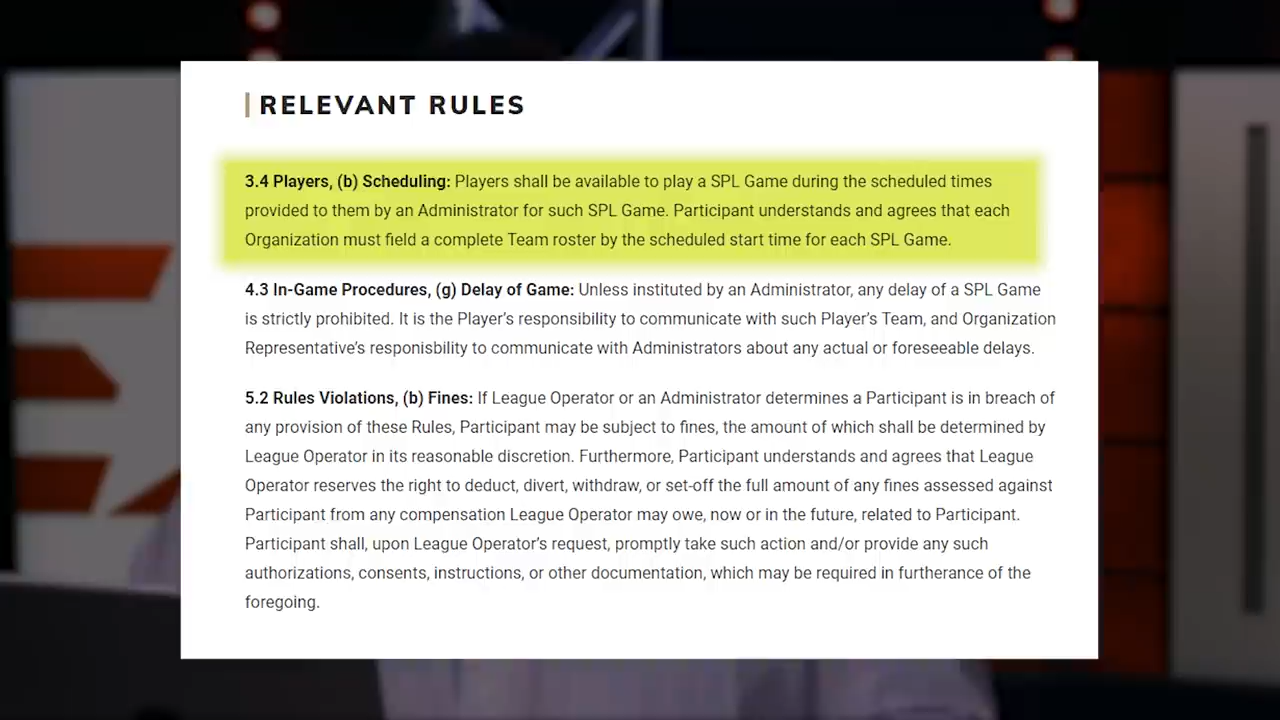 RELEVANT RULES
3.4 Players, (b) Scheduling: Players shall be available to play a SPL Game during the scheduled times
provided to them by an Administrator for such SPL Game. Participant understands and agrees that each
Organization must field a complete Team roster by the scheduled start time for each SPL Game.
4.3 In-Game Procedures, (g) Delay of Game: Unless instituted by an Administrator, any delay of a SPL Game
is strictly prohibited. It is the Player’s responsibility to communicate with such Player’s Team, and Organization
Representative’s responisbility to communicate with Administrators about any actual or foreseeable delays.
5.2 Rules Violations, (b) Fines: If League Operator or an Administrator determines a Participant is in breach of
any provision of these Rules, Participant may be subject to fines, the amount of which shall be determined by
League Operator in its reasonable discretion. Furthermore, Participant understands and agrees that League
Operator reserves the right to deduct, divert, withdraw, or set-off the full amount of any fines assessed against
Participant from any compensation League Operator may owe, now or in the future, related to Participant.
Participant shall, upon League Operator’s request, promptly take such action and/or provide any such
authorizations, consents, instructions, or other documentation, which may be required in furtherance of the
foregoing.